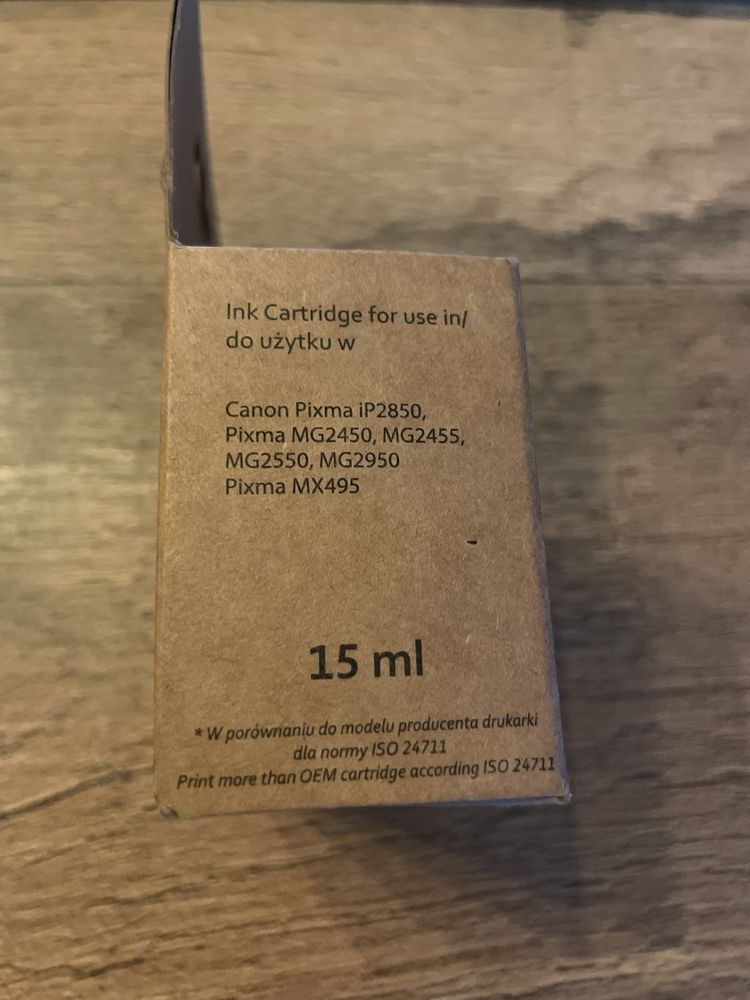 Ink Cartridge for use in/
do użytku w
Canon Pixma iP2850,
Pixma MG2450, MG2455,
MG2550, MG2950
Pixma MX495
15 ml
* W porównaniu do modelu producenta drukarki
dla normy ISO 24711
Print more than OEM cartridge according ISO 24711